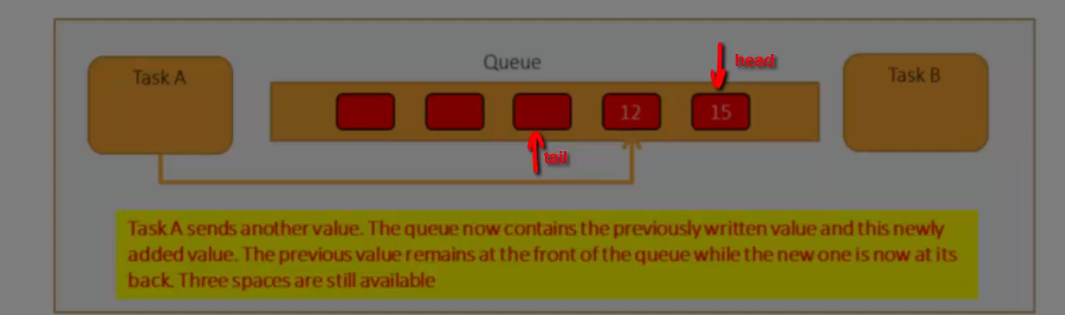 Queue
head
Task A
Task B
12
15
tail
Task A sends another value. The queue now contains the previously written value and this newly
added value. The previous value remains at the front of the queue while the new one is now at its
back. Three spaces are still available